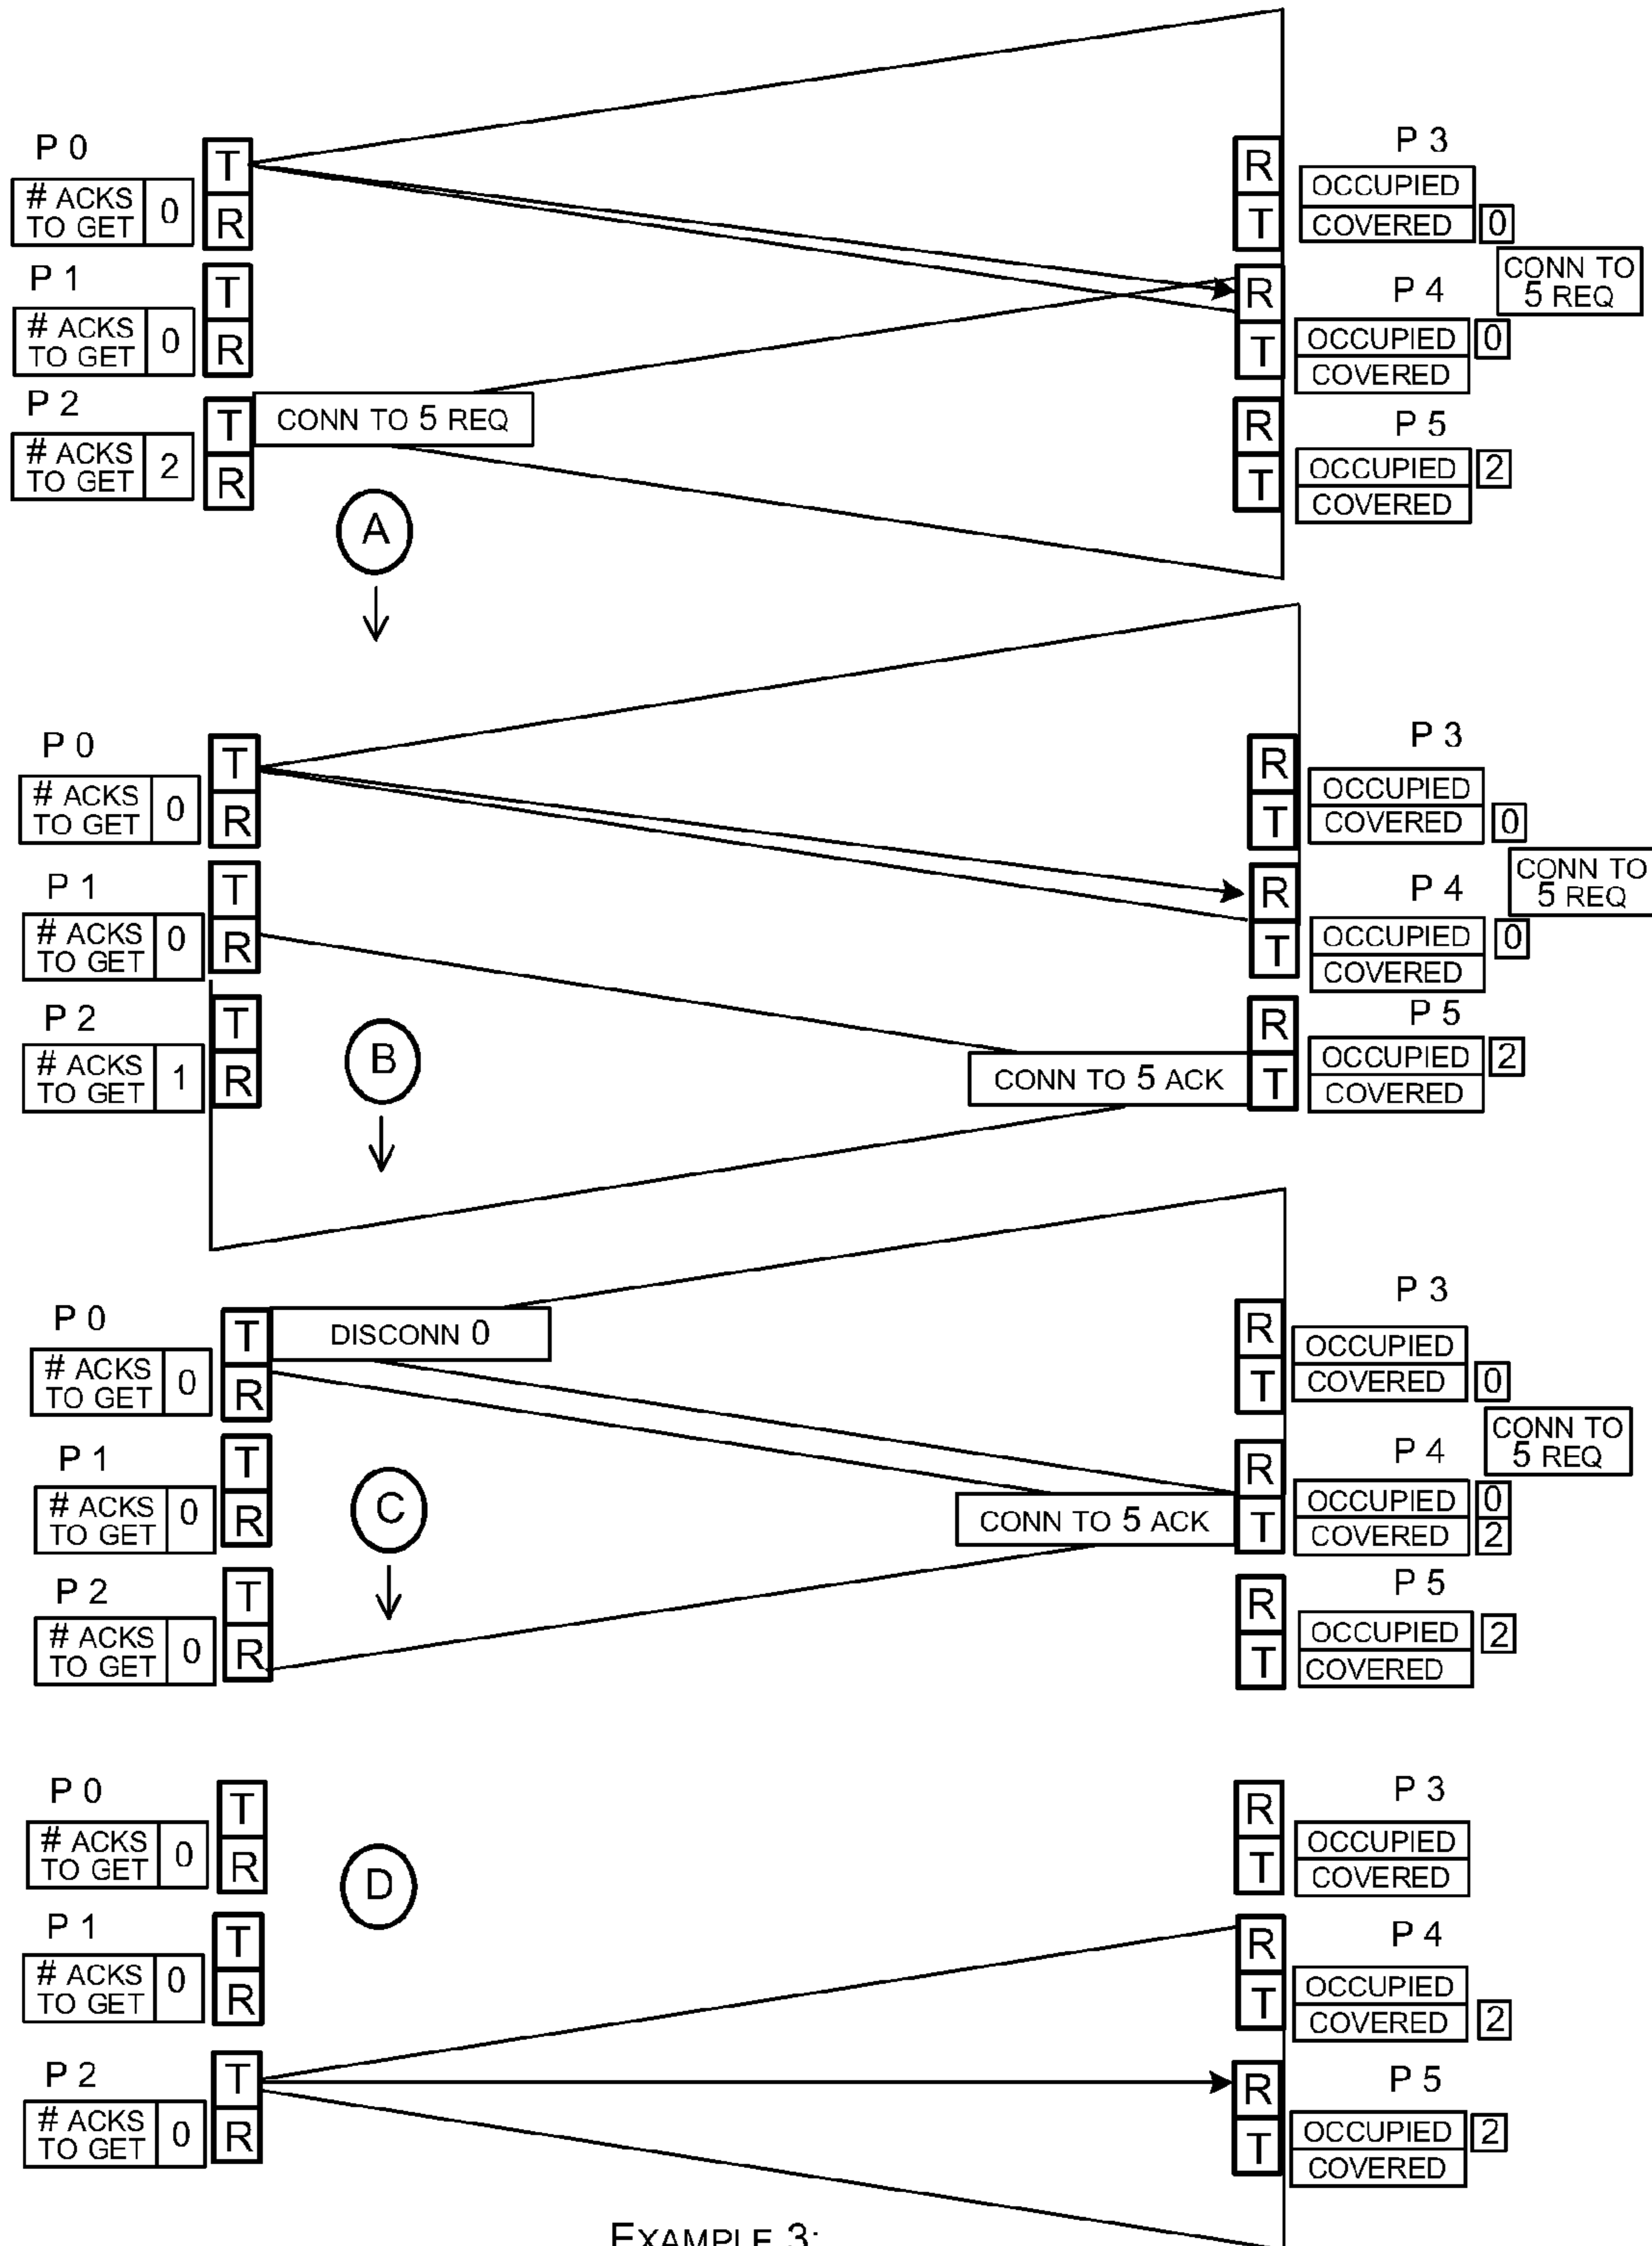 P 0
# ACKS
TO GET
0
T
R
P 1
# ACKS
TO GET
0
T
R
P 2
# ACKS
TO GET
2
T
R
CONN TO 5 REQ
A
R
T
P 3
OCCUPIED
COVERED
0
CONN TO
5 REQ
R
T
P 4
OCCUPIED
0
COVERED
R
T
P 5
OCCUPIED
2
COVERED
P 0
# ACKS
TO GET
0
T
R
P 1
# ACKS
TO GET
0
T
R
P 2
# ACKS
TO GET
1
T
R
B
R
T
P 3
OCCUPIED
COVERED
0
CONN TO
5 REQ
R
T
P 4
OCCUPIED
0
COVERED
CONN TO 5 ACK
R
T
P 5
OCCUPIED
2
COVERED
P 0
# ACKS
TO GET
0
T
R
DISCONN 0
P 1
# ACKS
TO GET
0
T
R
P 2
# ACKS
TO GET
0
T
R
C
R
T
P 3
OCCUPIED
COVERED
0
CONN TO
5 REQ
CONN TO 5 ACK
R
T
P 4
OCCUPIED
0
COVERED
2
R
T
P 5
OCCUPIED
2
COVERED
P 0
# ACKS
TO GET
0
T
R
P 1
# ACKS
TO GET
0
T
R
P 2
# ACKS
TO GET
0
T
R
D
R
T
P 3
OCCUPIED
COVERED
R
T
P 4
OCCUPIED
COVERED
2
R
T
P 5
OCCUPIED
2
COVERED
EXAMPLE 3: